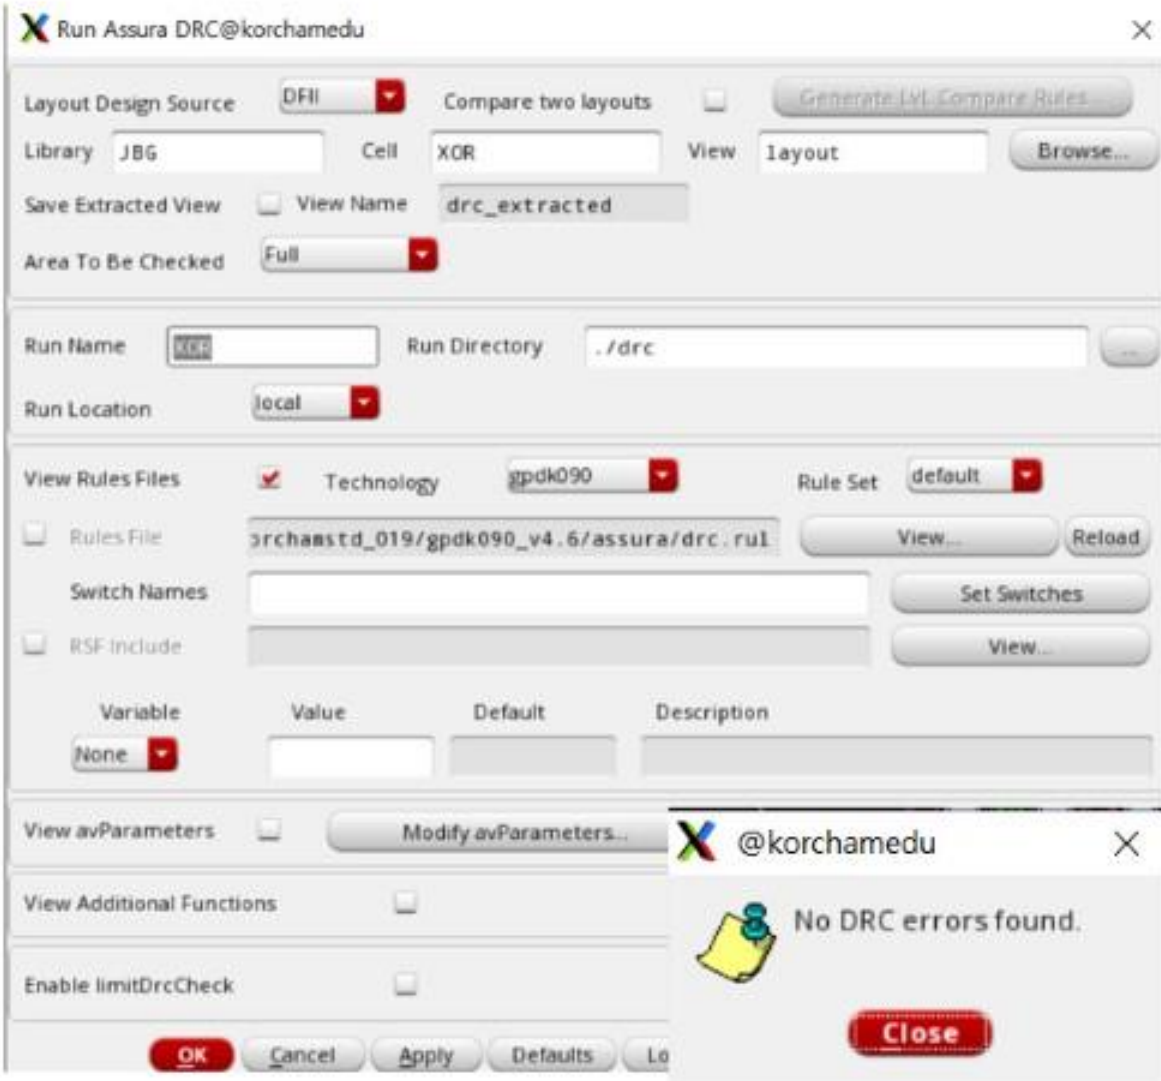 Run Assura DRC@korchamedu
Layout Design Source DFII Compare two layouts Generate LVL Compare Rules...
Library JBG Cell XOR View layout Browse...
Save Extracted View View Name drc_extracted
Area To Be Checked Full
Run Name XOR Run Directory ./drc ...
Run Location local
View Rules Files Technology gpdk090 Rule Set default
Rules File orchamstd_019/gpdk090_v4.6/assura/drc.rul View... Reload
Switch Names Set Switches
RSF Include View...
Variable Value Default Description
None
View avParameters Modify avParameters...
View Additional Functions
Enable limitDrcCheck
OK Cancel Apply Defaults Lo
@korchamedu
No DRC errors found.
Close